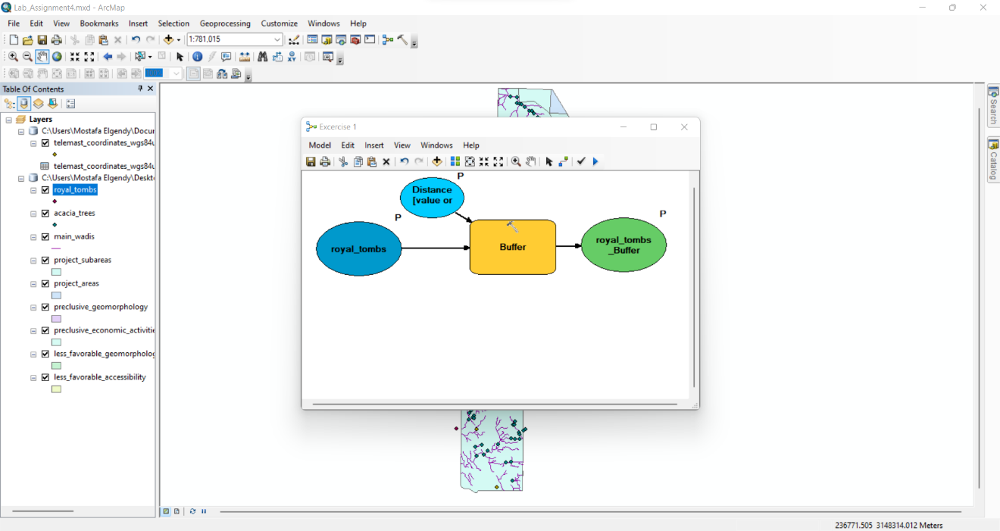 Lab_Assignment4.mxd - ArcMap
File Edit View Bookmarks Insert Selection Geoprocessing Customize Windows Help
1:781.015
Table Of Contents
Layers
C:\Users\Mostafa Elgendy\Docur
telemast_coordinates_wgs84u
telemast_coordinates_wgs84u
C:\Users\Mostafa Elgendy\Deskt
royal_tombs
acacia_trees
main_wadis
project_subareas
project_areas
preclusive_geomorphology
preclusive_economic_activitie
less_favorable_geomorpholog
less_favorable_accessibility
Excercise 1
Model Edit Insert View Windows Help
P
Distance
[value or
P
royal_tombs
Buffer
P
royal_tombs
_Buffer
Search
Catalog
236771.505 3148314.012 Meters